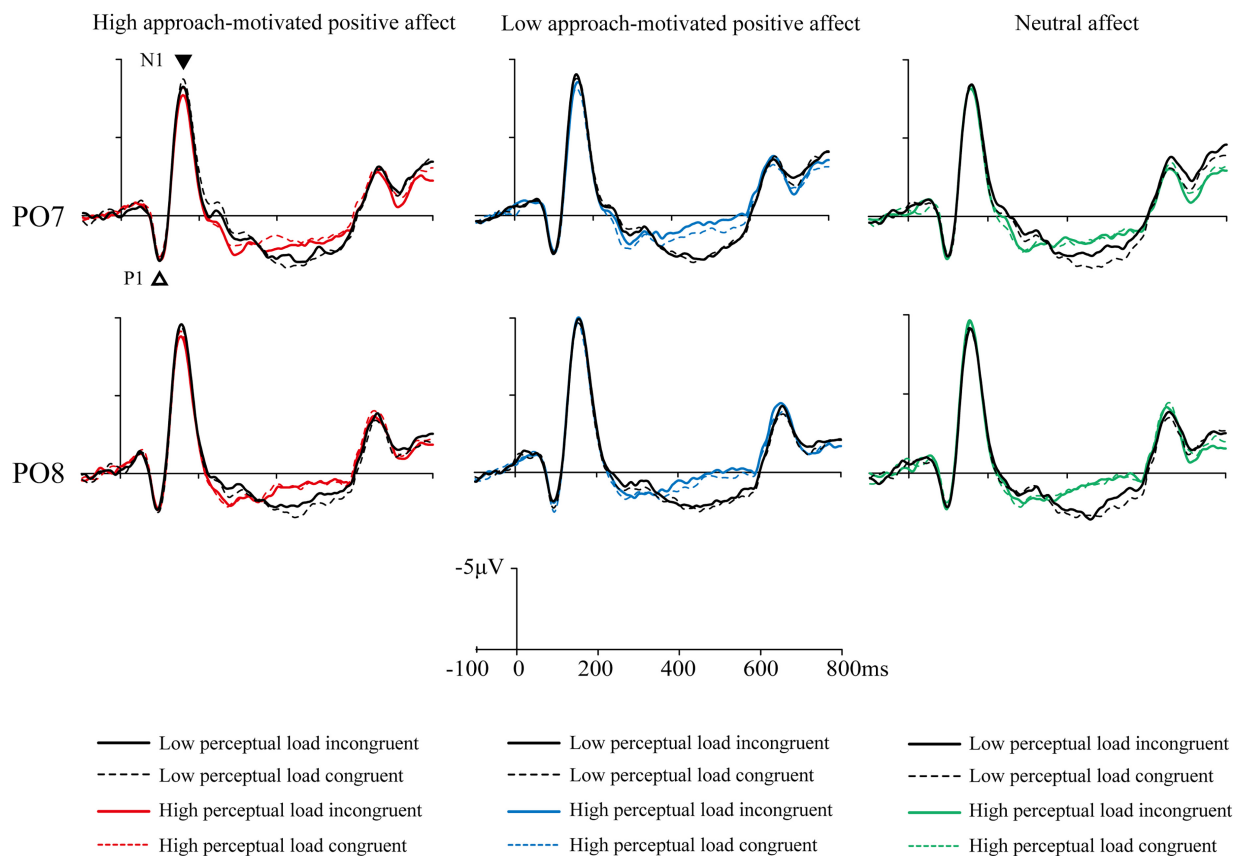 High approach-motivated positive affect
Low approach-motivated positive affect
Neutral affect
N1
PO7
P1
PO8
-5μV
-100 0 200 400 600 800ms
Low perceptual load incongruent
Low perceptual load congruent
High perceptual load incongruent
High perceptual load congruent
Low perceptual load incongruent
Low perceptual load congruent
High perceptual load incongruent
High perceptual load congruent
Low perceptual load incongruent
Low perceptual load congruent
High perceptual load incongruent
High perceptual load congruent